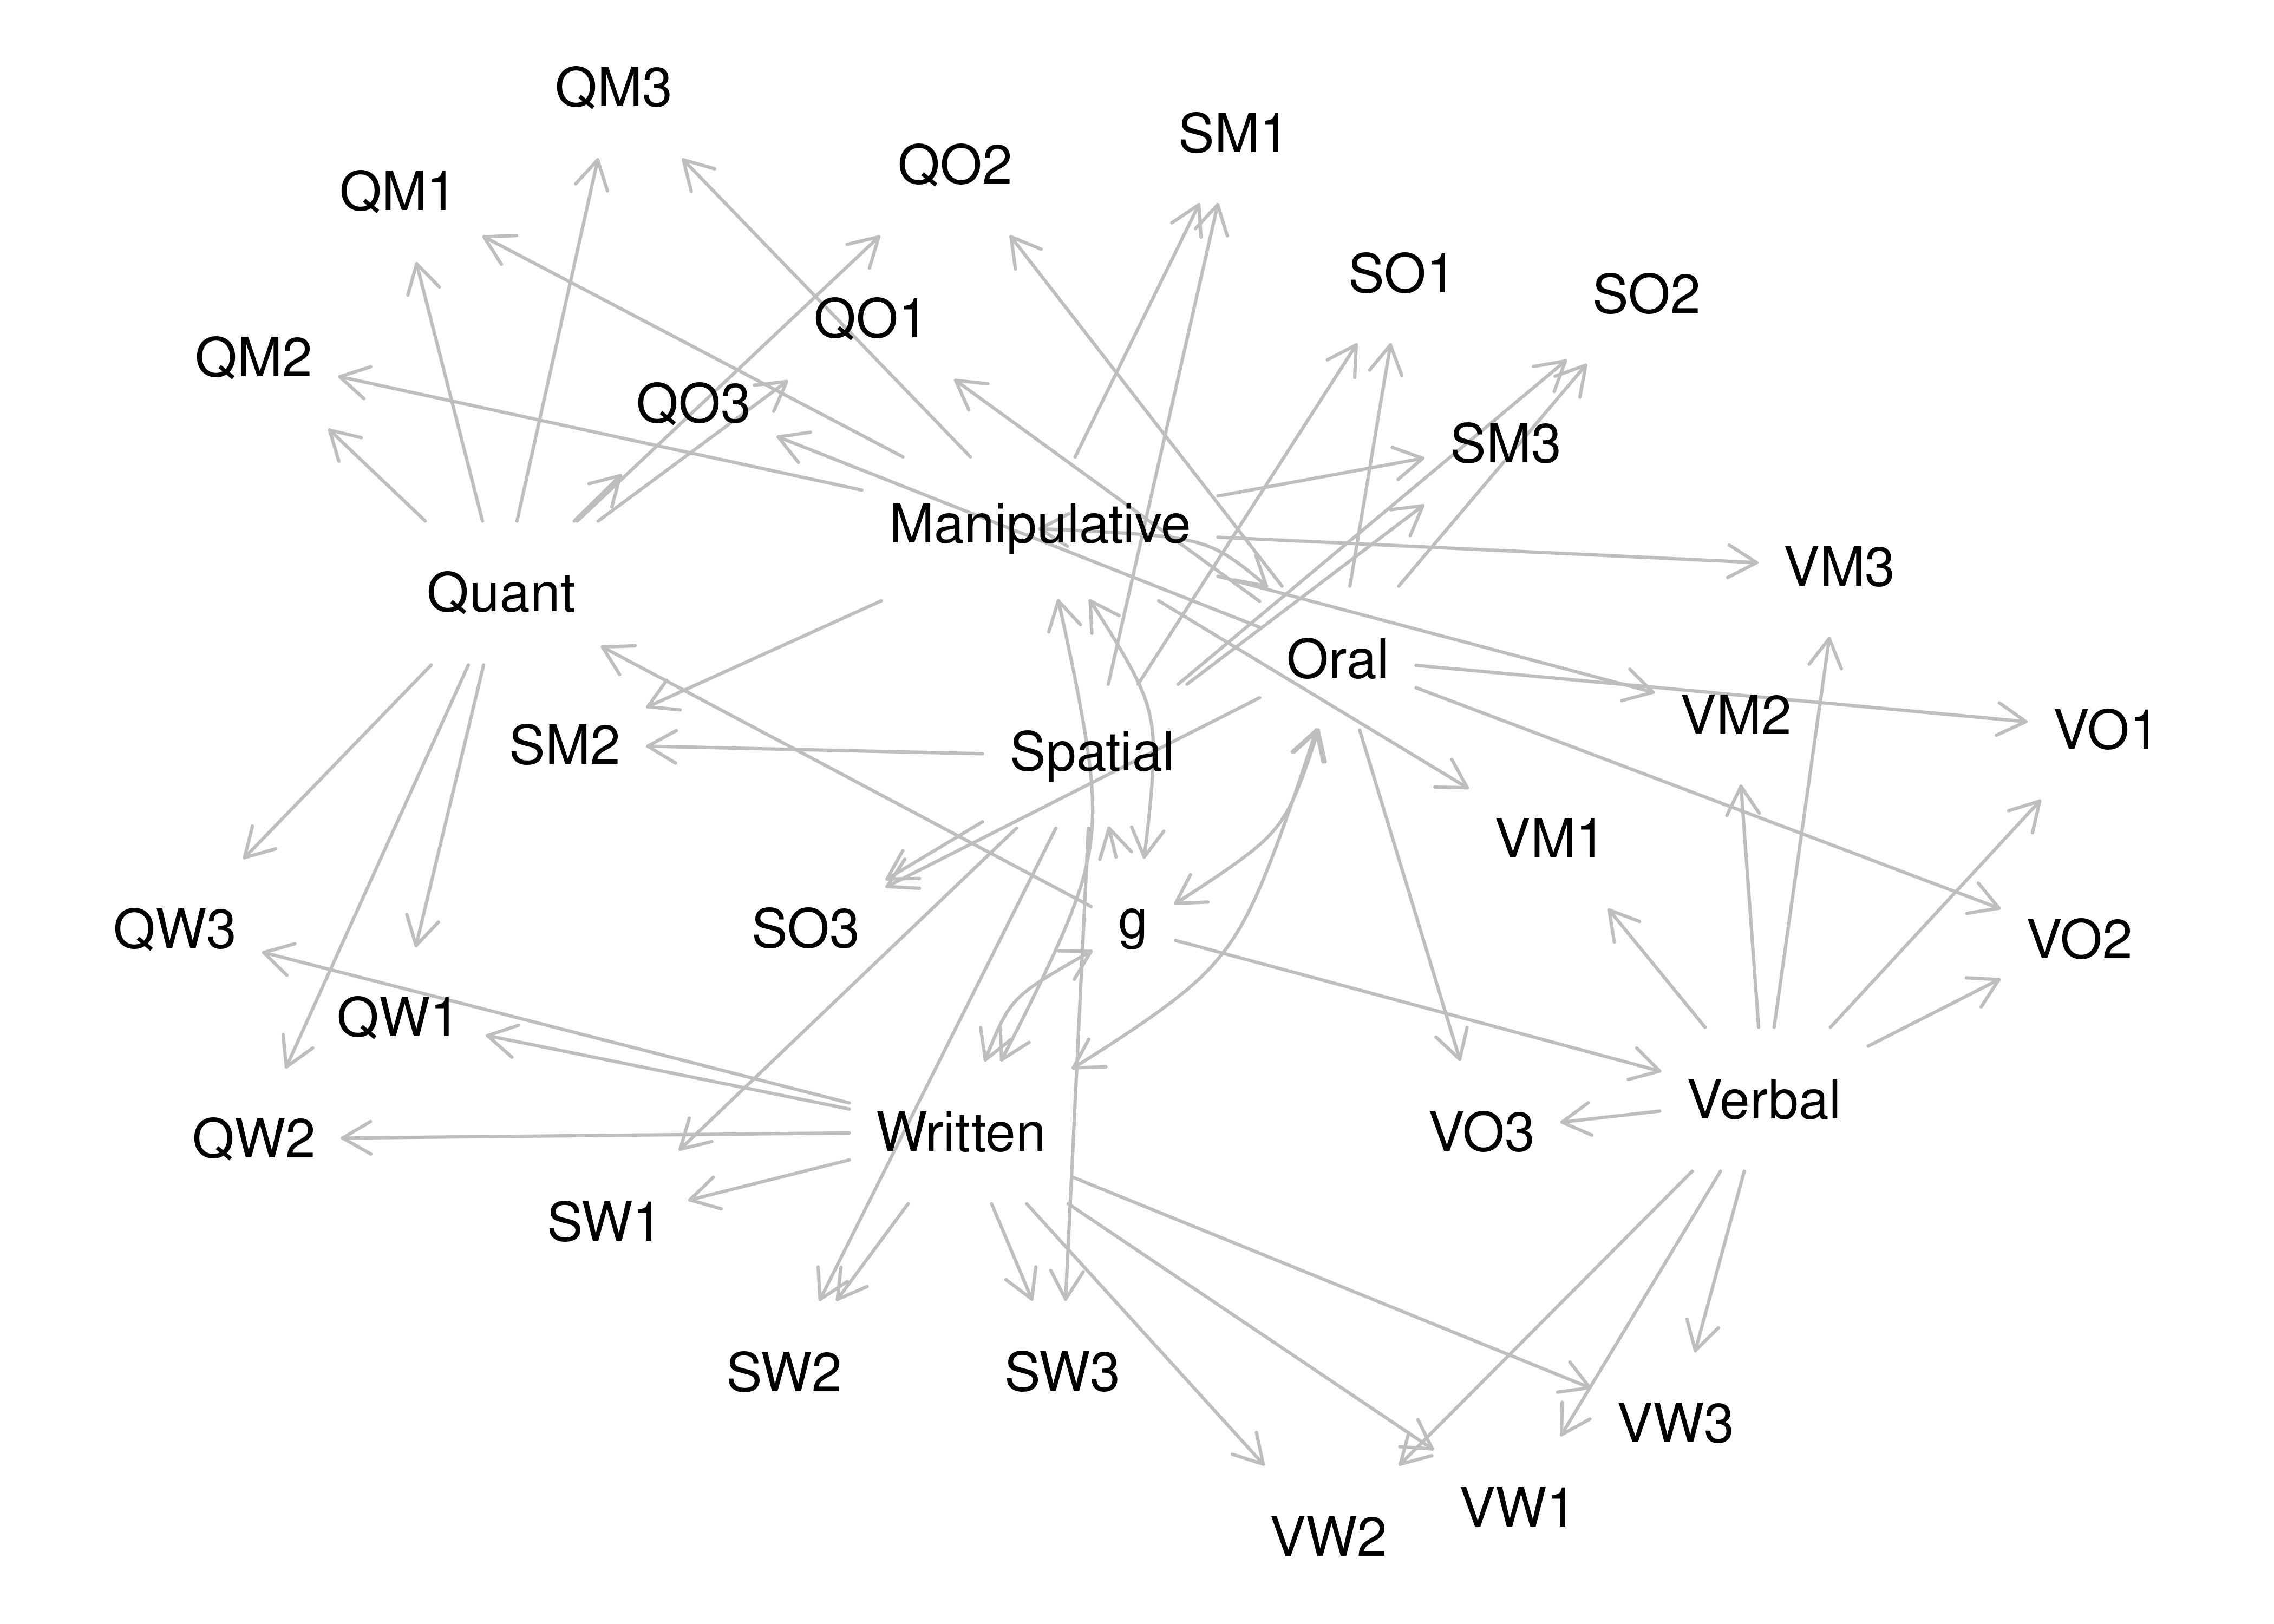 QM3
SM1
QO2
QM1
SO1
SO2
QO1
QM2
QO3
SM3
Manipulative
VM3
Quant
Oral
VM2
VO1
SM2
Spatial
VM1
g
QW3
SO3
VO2
QW1
Verbal
Written
VO3
QW2
SW1
SW2
SW3
VW3
VW1
VW2